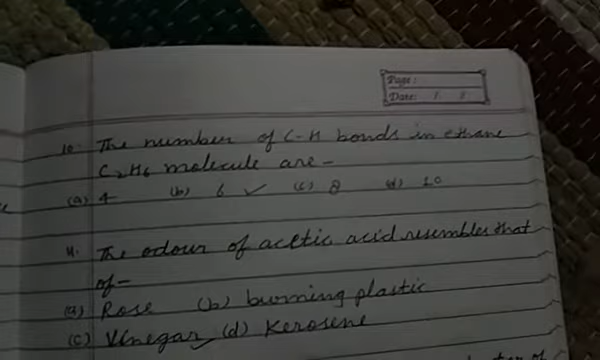 Page :
Date: / /
10. The number of C-H bonds in ethane
C2H6 molecule are -
(a) 4 (b) 6 ✓ (c) 8 (d) 10
11. The odour of acetic acid resembles that
of -
(a) Rose (b) burning plastic
(c) Vinegar ✓ (d) Kerosene